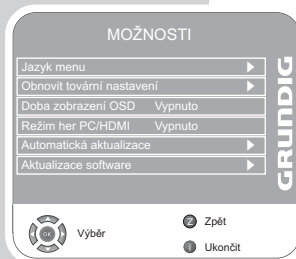 MOŽNOSTI
Jazyk menu
Obnovit tovární nastavení
Doba zobrazení OSD Vypnuto
Režim her PC/HDMI Vypnuto
Automatická aktualizace
Aktualizace software
GRUNDIG
OK
Výběr
Z Zpět
i Ukončit